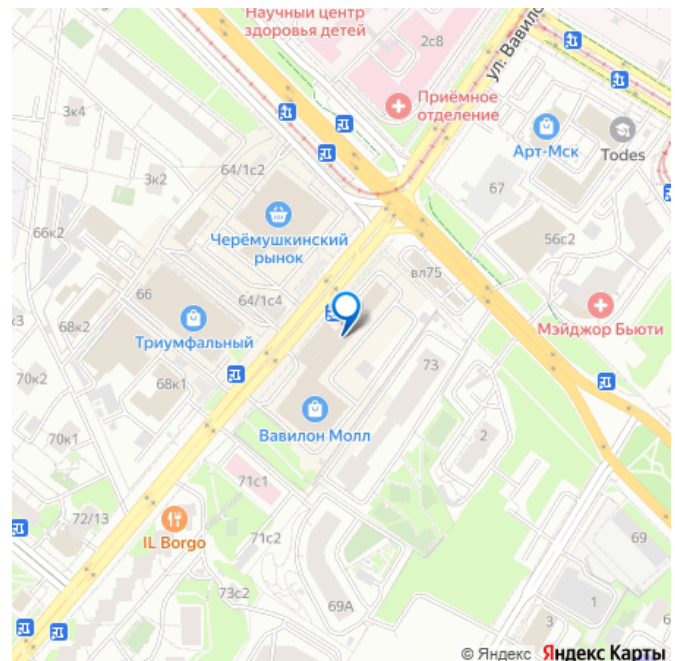 Научный центр
здоровья детей
2с8
ул. Вавило
3к4
Приёмное
отделение
Арт-Мск
Todes
64/1с2
3к2
67
Черёмушкинский
рынок
66к2
56с2
вл75
66
64/1с4
к3
68к2
Триумфальный
Мэйджор Бьюти
70к2
68к1
73
Вавилон Молл
2
70к1
71с1
72/13
IL Borgo
71с2
69
73с2
69А
1
3
© Яндекс Яндекс Карты